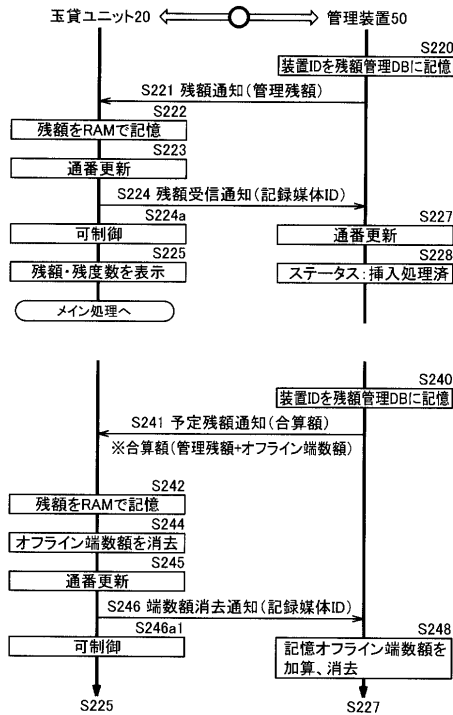 玉貸ユニット20
管理装置50
S220
装置IDを残額管理DBに記憶
S221 残額通知(管理残額)
S222
残額をRAMで記憶
S223
通番更新
S224 残額受信通知(記録媒体ID)
S224a
可制御
S227
通番更新
S225
残額・残度数を表示
S228
ステータス:挿入処理済
メイン処理へ
S240
装置IDを残額管理DBに記憶
S241 予定残額通知(合算額)
※合算額(管理残額+オフライン端数額)
S242
残額をRAMで記憶
S244
オフライン端数額を消去
S245
通番更新
S246 端数額消去通知(記録媒体ID)
S246a1
可制御
S248
記憶オフライン端数額を
加算、消去
S225
S227